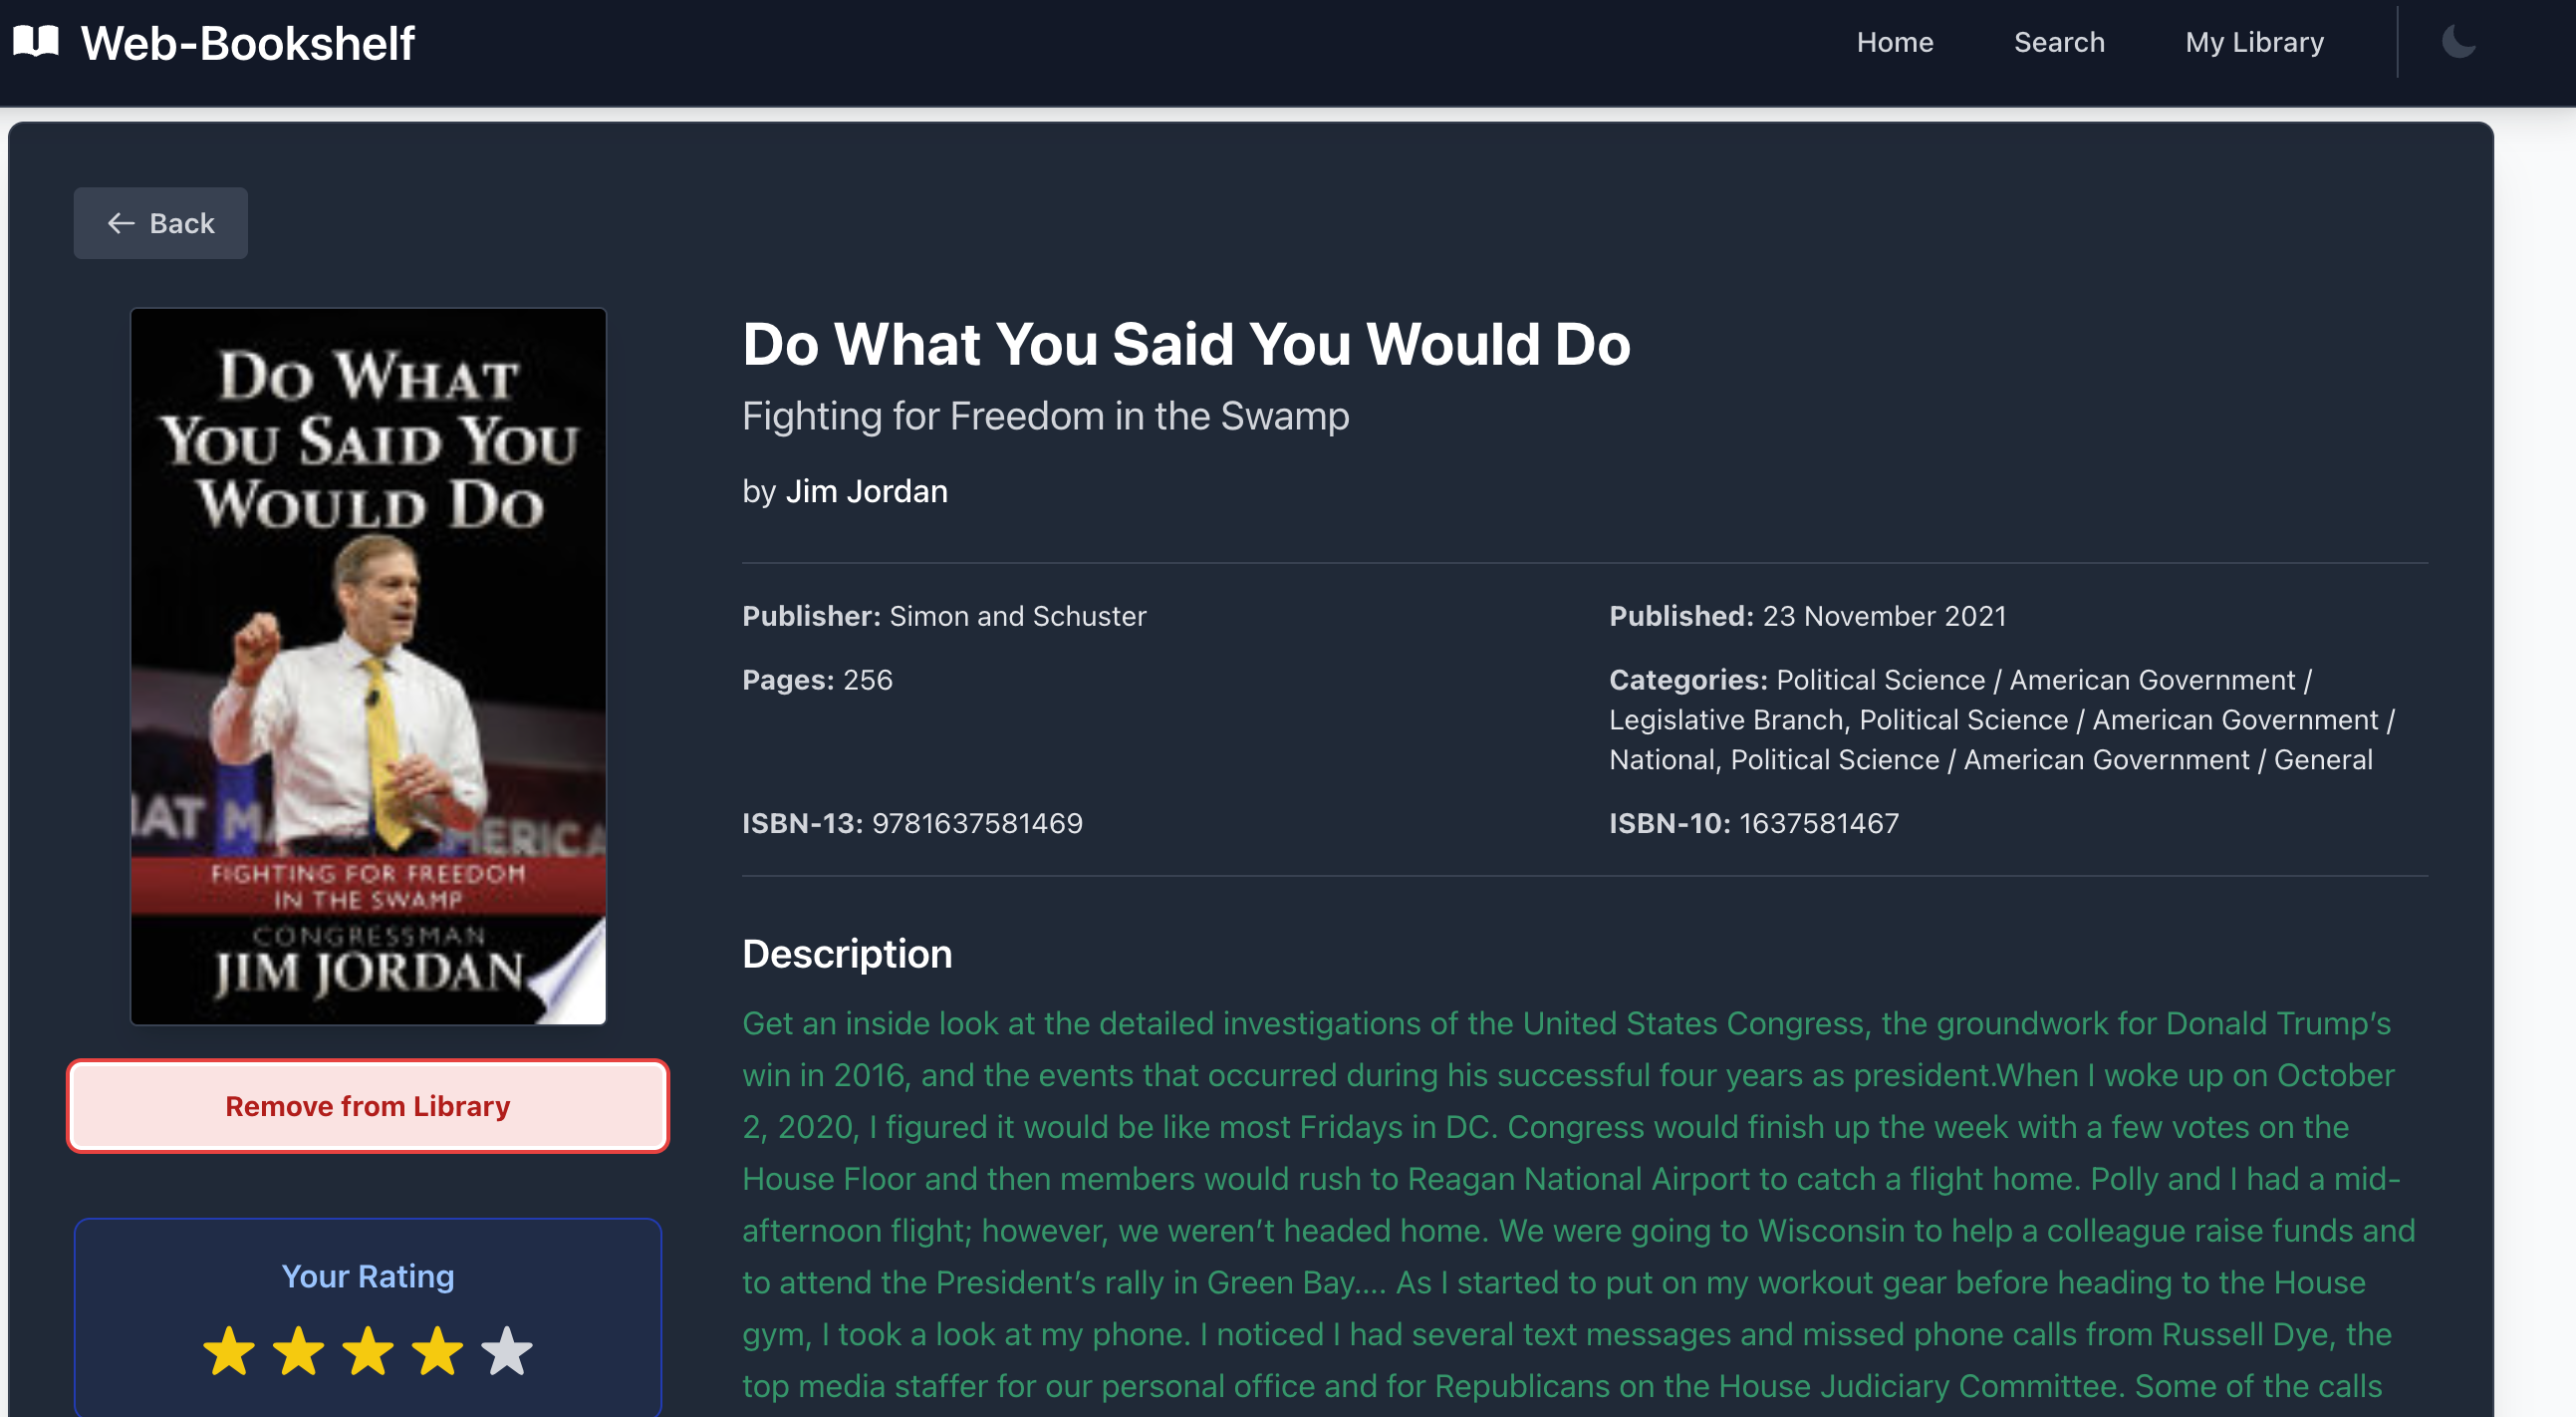 Web-Bookshelf
Home
Search
My Library
Back
DO WHAT
YOU SAID YOU
WOULD DO
FIGHTING FOR FREEDOM
IN THE SWAMP
CONGRESSMAN
JIM JORDAN
Remove from Library
Your Rating
Do What You Said You Would Do
Fighting for Freedom in the Swamp
by Jim Jordan
Publisher: Simon and Schuster
Published: 23 November 2021
Pages: 256
Categories: Political Science / American Government /
Legislative Branch, Political Science / American Government /
National, Political Science / American Government / General
ISBN-13: 9781637581469
ISBN-10: 1637581467
Description
Get an inside look at the detailed investigations of the United States Congress, the groundwork for Donald Trump’s
win in 2016, and the events that occurred during his successful four years as president.When I woke up on October
2, 2020, I figured it would be like most Fridays in DC. Congress would finish up the week with a few votes on the
House Floor and then members would rush to Reagan National Airport to catch a flight home. Polly and I had a mid-
afternoon flight; however, we weren’t headed home. We were going to Wisconsin to help a colleague raise funds and
to attend the President’s rally in Green Bay.... As I started to put on my workout gear before heading to the House
gym, I took a look at my phone. I noticed I had several text messages and missed phone calls from Russell Dye, the
top media staffer for our personal office and for Republicans on the House Judiciary Committee. Some of the calls